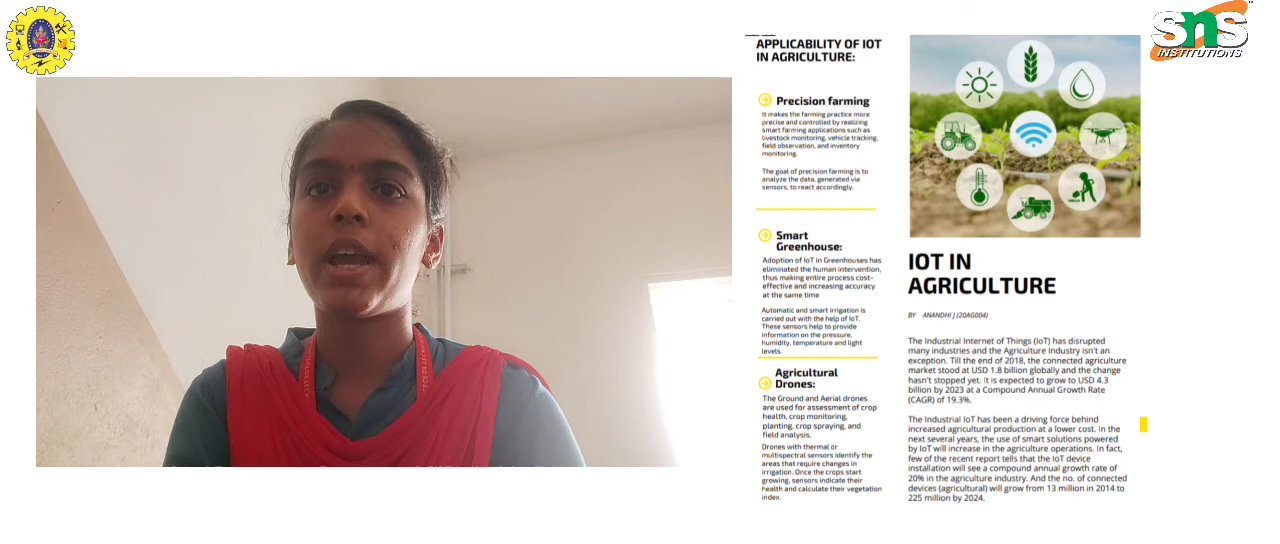 SNS
INSTITUTIONS
APPLICABILITY OF IOT
IN AGRICULTURE:
Precision farming
It makes the farming practice more
precise and controlled by realizing
smart farming applications such as
livestock monitoring, vehicle tracking,
field observation, and inventory
monitoring.
The goal of precision farming is to
analyze the data, generated via
sensors, to react accordingly.
Smart
Greenhouse:
Adoption of IoT in Greenhouses has
eliminated the human intervention,
thus making entire process cost-
effective and increasing accuracy
at the same time
Automatic and smart irrigation is
carried out with the help of IoT.
These sensors help to provide
information on the pressure,
humidity, temperature and light
levels.
Agricultural
Drones:
The Ground and Aerial drones
are used for assessment of crop
health, crop monitoring,
planting, crop spraying, and
field analysis.
Drones with thermal or
multispectral sensors identify the
areas that require changes in
irrigation. Once the crops start
growing, sensors indicate their
health and calculate their vegetation
index.
IOT IN
AGRICULTURE
BY ANANDHI J (20AG004)
The Industrial Internet of Things (IoT) has disrupted
many industries and the Agriculture Industry isn't an
exception. Till the end of 2018, the connected agriculture
market stood at USD 1.8 billion globally and the change
hasn't stopped yet. It is expected to grow to USD 4.3
billion by 2023 at a Compound Annual Growth Rate
(CAGR) of 19.3%.
The Industrial IoT has been a driving force behind
increased agricultural production at a lower cost. In the
next several years, the use of smart solutions powered
by IoT will increase in the agriculture operations. In fact,
few of the recent report tells that the IoT device
installation will see a compound annual growth rate of
20% in the agriculture industry. And the no. of connected
devices (agricultural) will grow from 13 million in 2014 to
225 million by 2024.